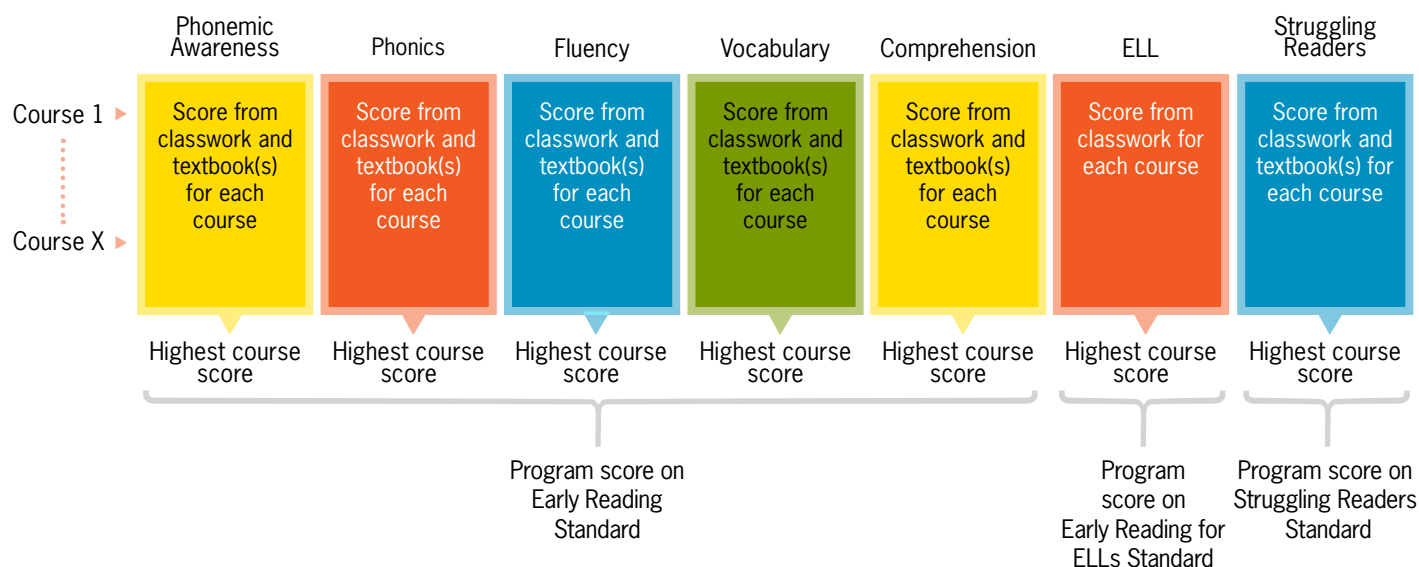 Phonemic
Awareness
Phonics
Fluency
Vocabulary
Comprehension
ELL
Struggling
Readers
Course 1
Course X
Score from
classwork and
textbook(s)
for each
course
Score from
classwork and
textbook(s)
for each
course
Score from
classwork and
textbook(s)
for each
course
Score from
classwork and
textbook(s)
for each
course
Score from
classwork and
textbook(s)
for each
course
Score from
classwork for
each course
Score from
classwork and
textbook(s) for
each course
Highest course
score
Highest course
score
Highest course
score
Highest course
score
Highest course
score
Highest course
score
Highest course
score
Program score on
Early Reading
Standard
Program
score on
Early Reading for
ELLs Standard
Program score on
Struggling Readers
Standard